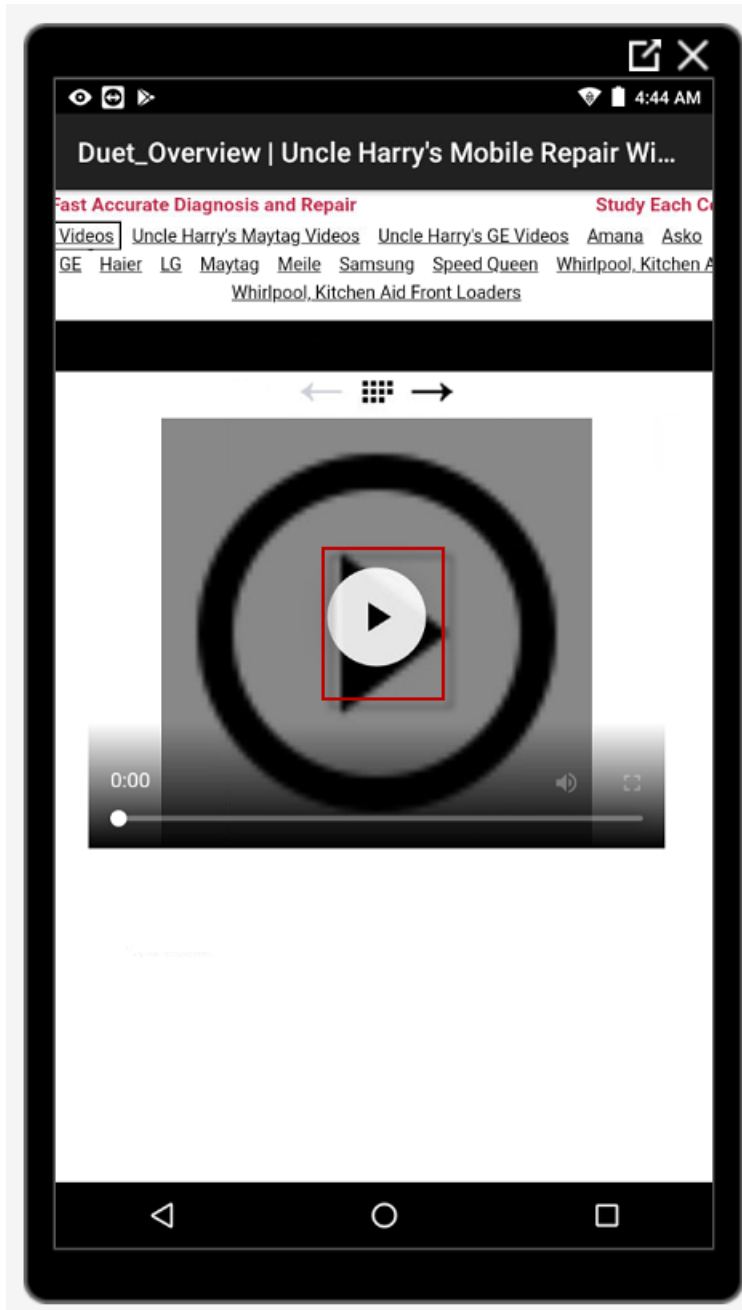 4:44 AM
Duet_Overview | Uncle Harry's Mobile Repair Wi...
Fast Accurate Diagnosis and Repair Study Each
Videos Uncle Harry's Maytag Videos Uncle Harry's GE Videos Amana Asko
GE Haier LG Maytag Meile Samsung Speed Queen Whirlpool, Kitchen A
Whirlpool, Kitchen Aid Front Loaders
0:00